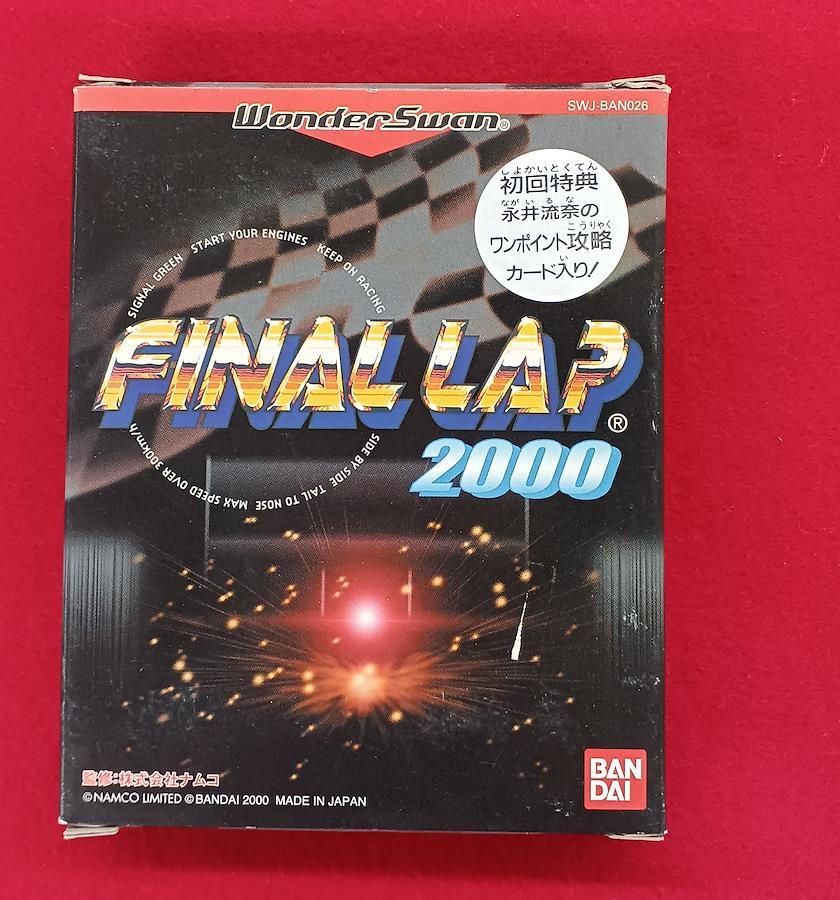 WonderSwan®
SWJ-BAN026
しょかいとくてん
初回特典
ながいるな
永井流奈の
こうりゃく
ワンポイント攻略
い
カード入り!
SIGNAL GREEN START YOUR ENGINES KEEP ON RACING
FINAL LAP®
2000
SIDE BY SIDE TAIL TO NOSE MAX SPEED OVER 300km/h
監修:株式会社ナムコ
©NAMCO LIMITED ©BANDAI 2000 MADE IN JAPAN
BAN
DAI